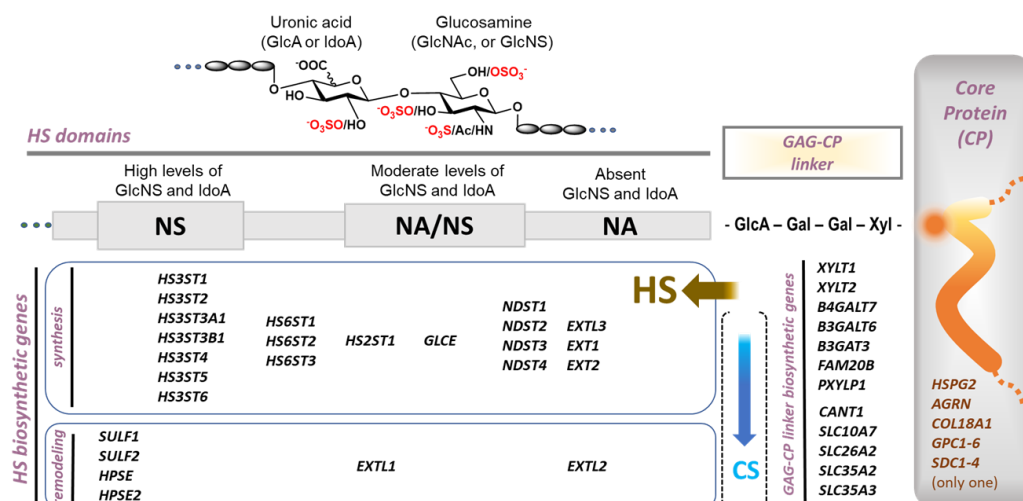 Uronic acid
(GlcA or IdoA)
Glucosamine
(GlcNAc, or GlcNS)
-OOC
O
OH/OSO3-
O
HO
O
-O3SO/HO
O
-O3SO/HO
-O3S/Ac/HN
O
HS domains
High levels of
GlcNS and IdoA
Moderate levels of
GlcNS and IdoA
Absent
GlcNS and IdoA
NS
NA/NS
NA
GAG-CP
linker
- GlcA – Gal – Gal – Xyl -
Core
Protein
(CP)
HS biosynthetic genes
synthesis
HS3ST1
HS3ST2
HS3ST3A1
HS3ST3B1
HS3ST4
HS3ST5
HS3ST6
HS6ST1
HS6ST2
HS6ST3
HS2ST1
GLCE
NDST1
NDST2
NDST3
NDST4
EXTL3
EXT1
EXT2
HS
CS
remodeling
SULF1
SULF2
HPSE
HPSE2
EXTL1
EXTL2
GAG-CP linker biosynthetic genes
XYLT1
XYLT2
B4GALT7
B3GALT6
B3GAT3
FAM20B
PXYLP1
CANT1
SLC10A7
SLC26A2
SLC35A2
SLC35A3
HSPG2
AGRN
COL18A1
GPC1-6
SDC1-4
(only one)